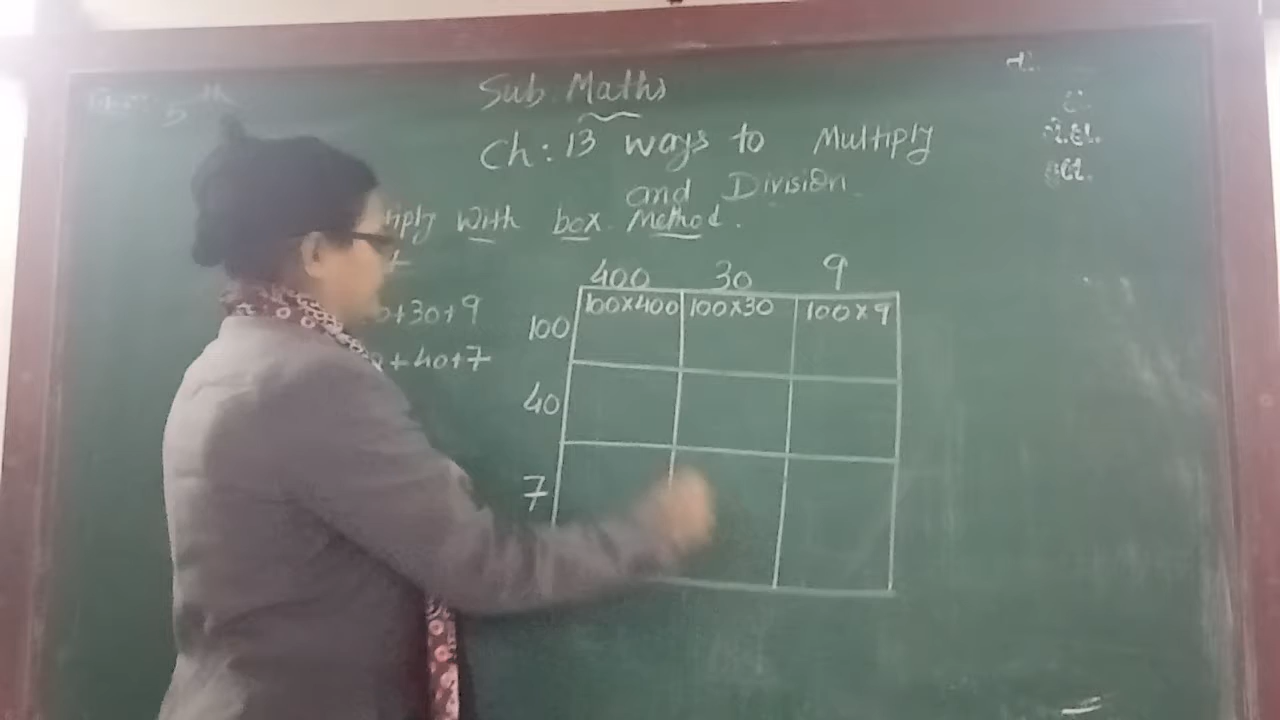 Sub Maths
Ch: 13 ways to Multiply
and Division
tiply with box Method.
+30+9
+40+7
400 30 9
100 100×400 100×30 100×9
40
7